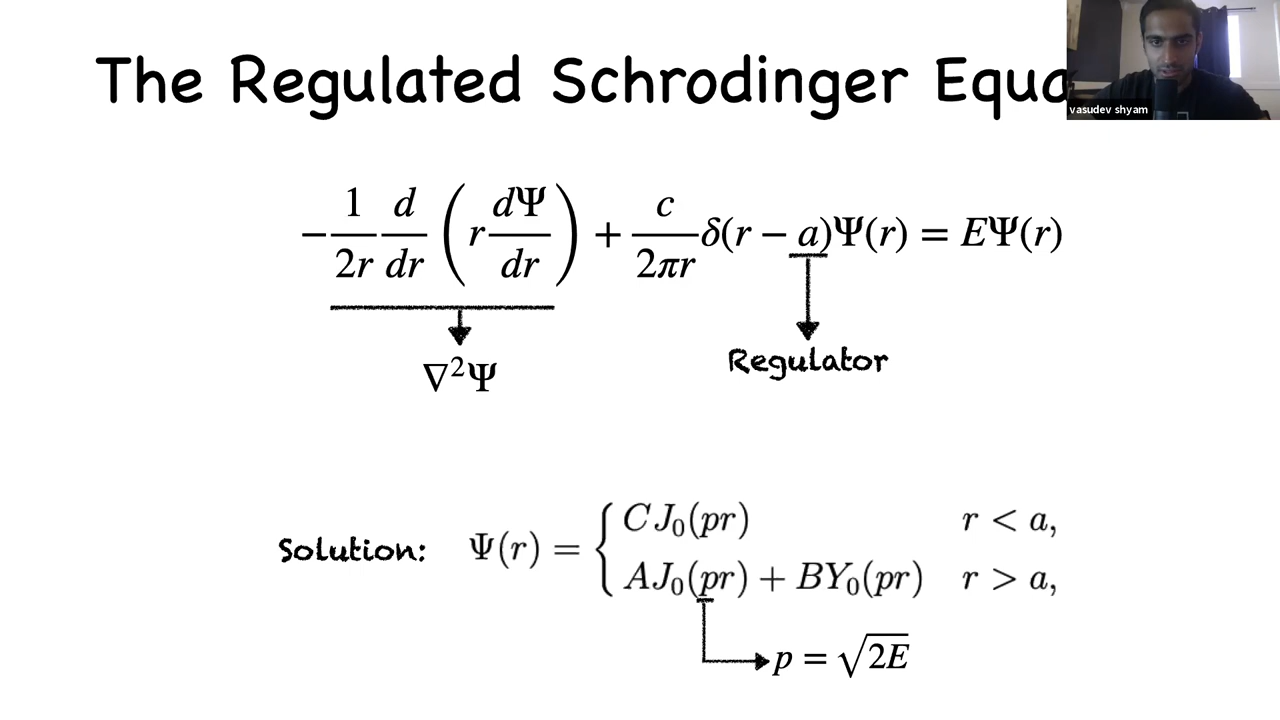 The Regulated Schrodinger Equa
vasudev shyam
$-\frac{1}{2r}\frac{d}{dr}\left(r\frac{d\Psi}{dr}\right) + \frac{c}{2\pi r}\delta(r - a)\Psi(r) = E\Psi(r)$
Regulator
$\nabla^2\Psi$
Solution: $\Psi(r) = \begin{cases} CJ_0(pr) & r < a, \\ AJ_0(pr) + BY_0(pr) & r > a, \end{cases}$
$p = \sqrt{2E}$